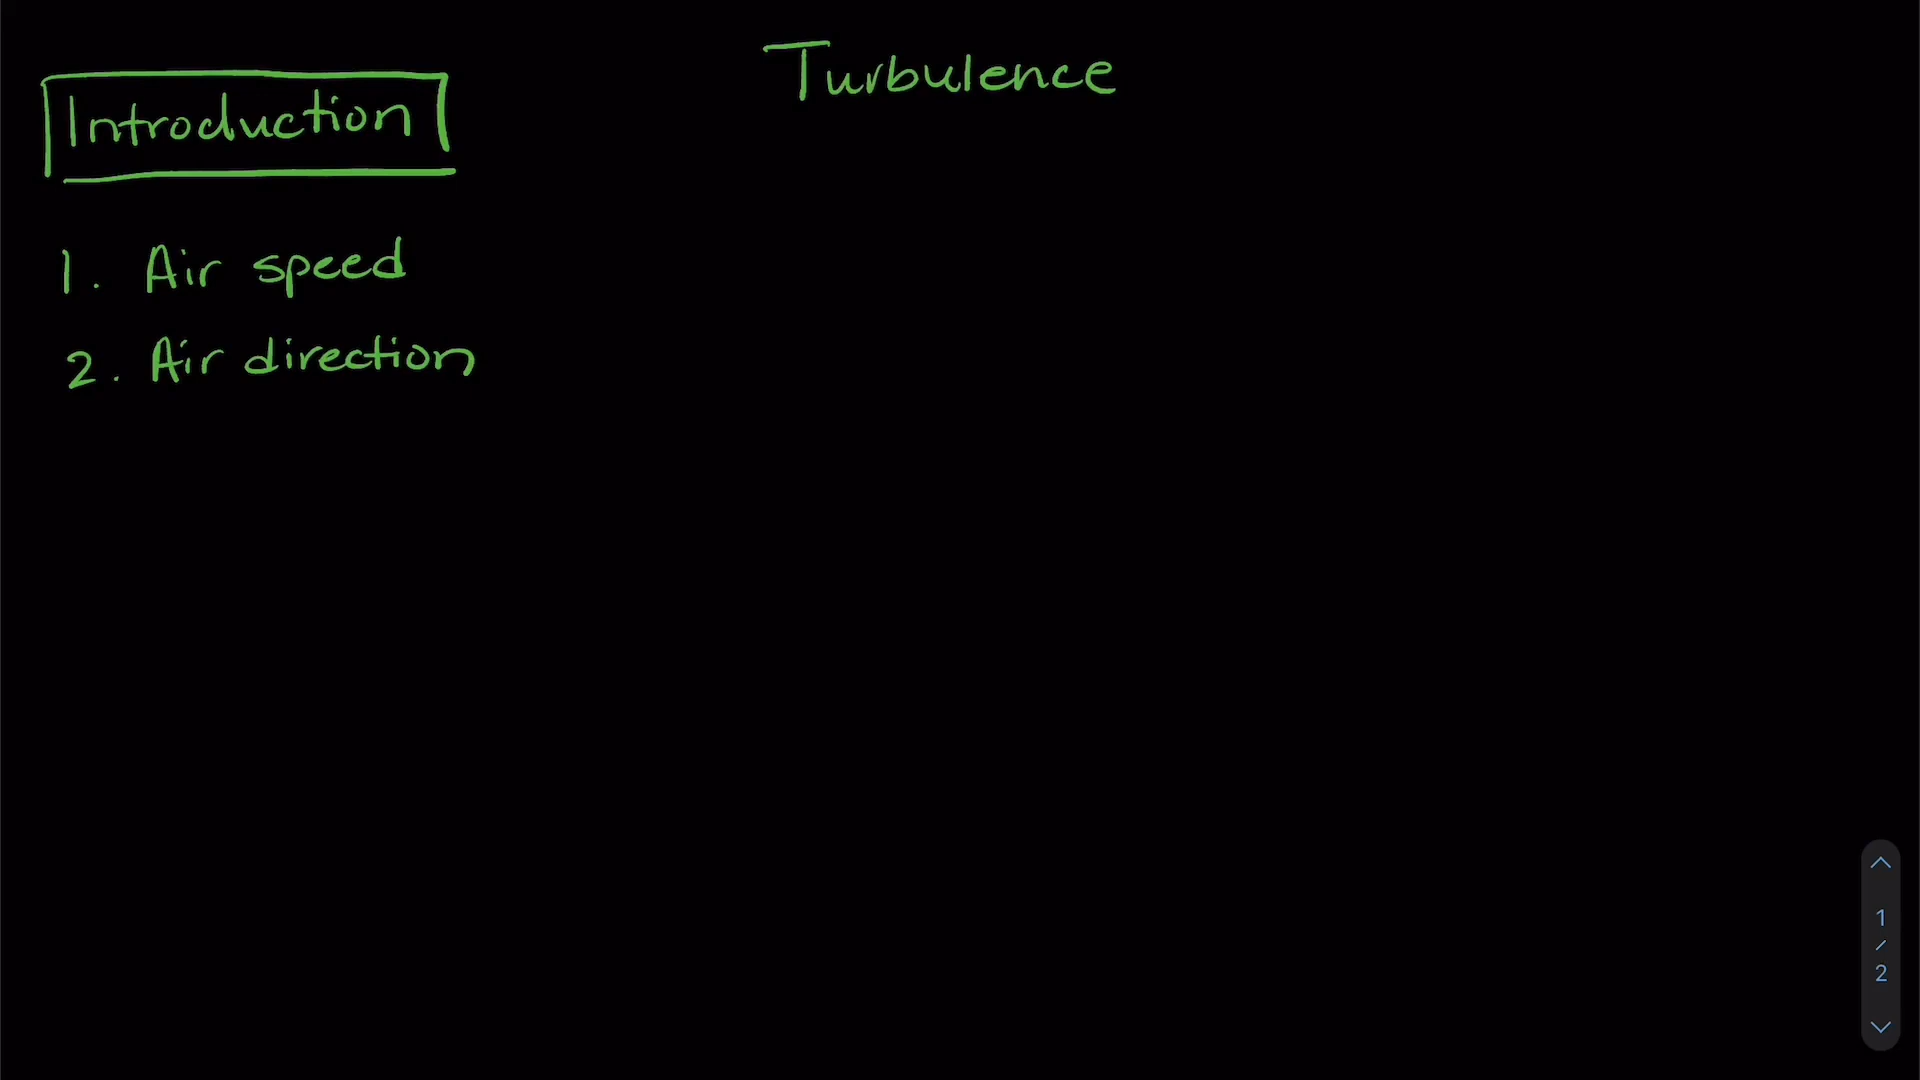 Turbulence
Introduction
1. Air speed
2. Air direction
1
/
2